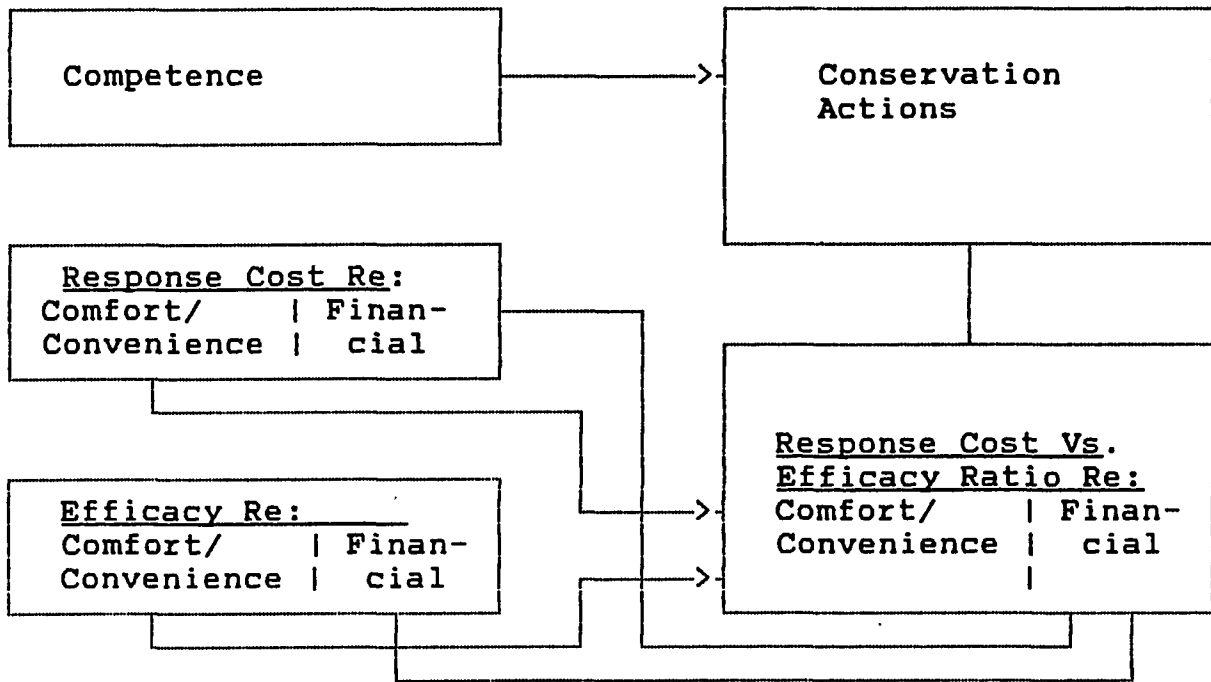 Competence
Conservation
Actions
Response Cost Re:
Comfort/ | Finan-
Convenience | cial
Efficacy Re:
Comfort/ | Finan-
Convenience | cial
Response Cost Vs.
Efficacy Ratio Re:
Comfort/ | Finan-
Convenience | cial
|